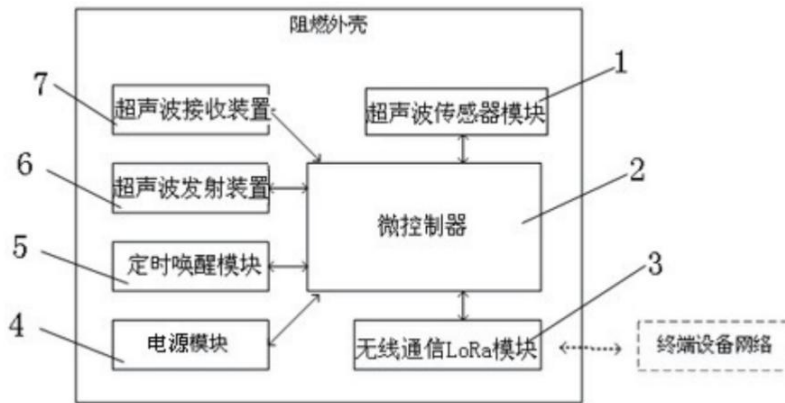 阻燃外壳
7
超声波接收装置
1
超声波传感器模块
6
超声波发射装置
2
微控制器
5
定时唤醒模块
3
4
电源模块
无线通信LoRa模块
终端设备网络